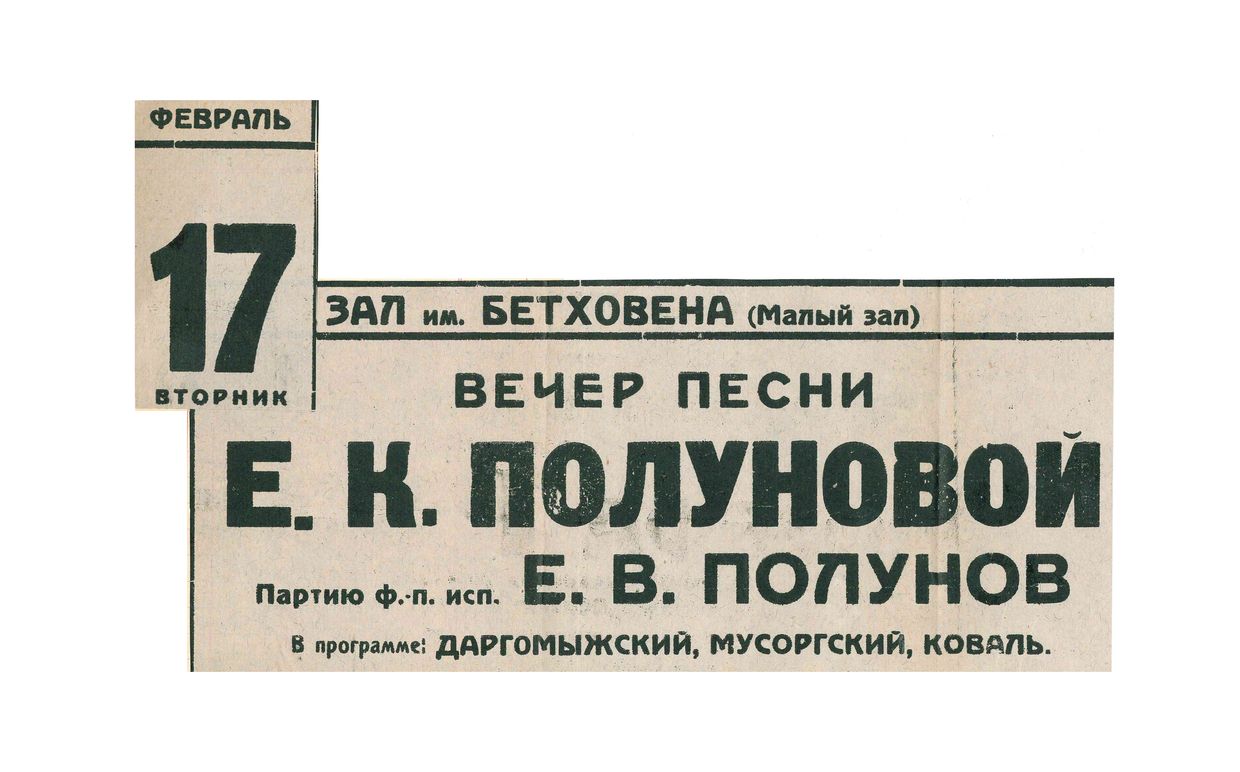 ФЕВРАЛЬ
17
ВТОРНИК
ЗАЛ им. БЕТХОВЕНА (Малый зал)
ВЕЧЕР ПЕСНИ
Е. К. ПОЛУНОВОЙ
Партию ф.-п. исп. Е. В. ПОЛУНОВ
В программе: ДАРГОМЫЖСКИЙ, МУСОРГСКИЙ, КОВАЛЬ.